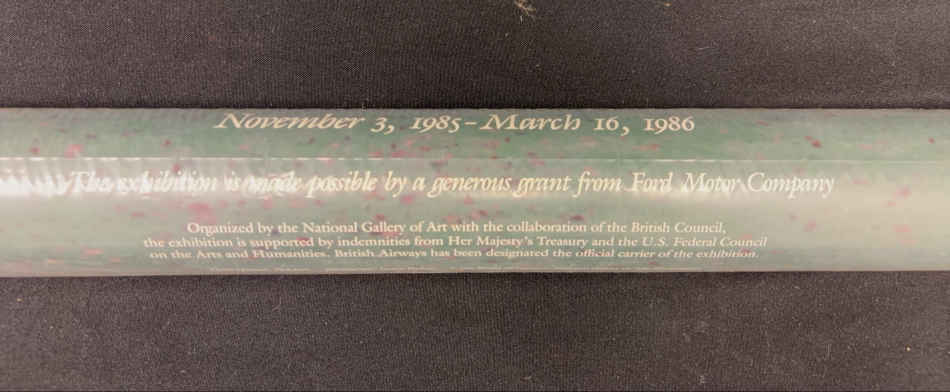 November 3, 1985–March 16, 1986
The exhibition is made possible by a generous grant from Ford Motor Company
Organized by the National Gallery of Art with the collaboration of the British Council,
the exhibition is supported by indemnities from Her Majesty's Treasury and the U.S. Federal Council
on the Arts and Humanities. British Airways has been designated the official carrier of the exhibition.